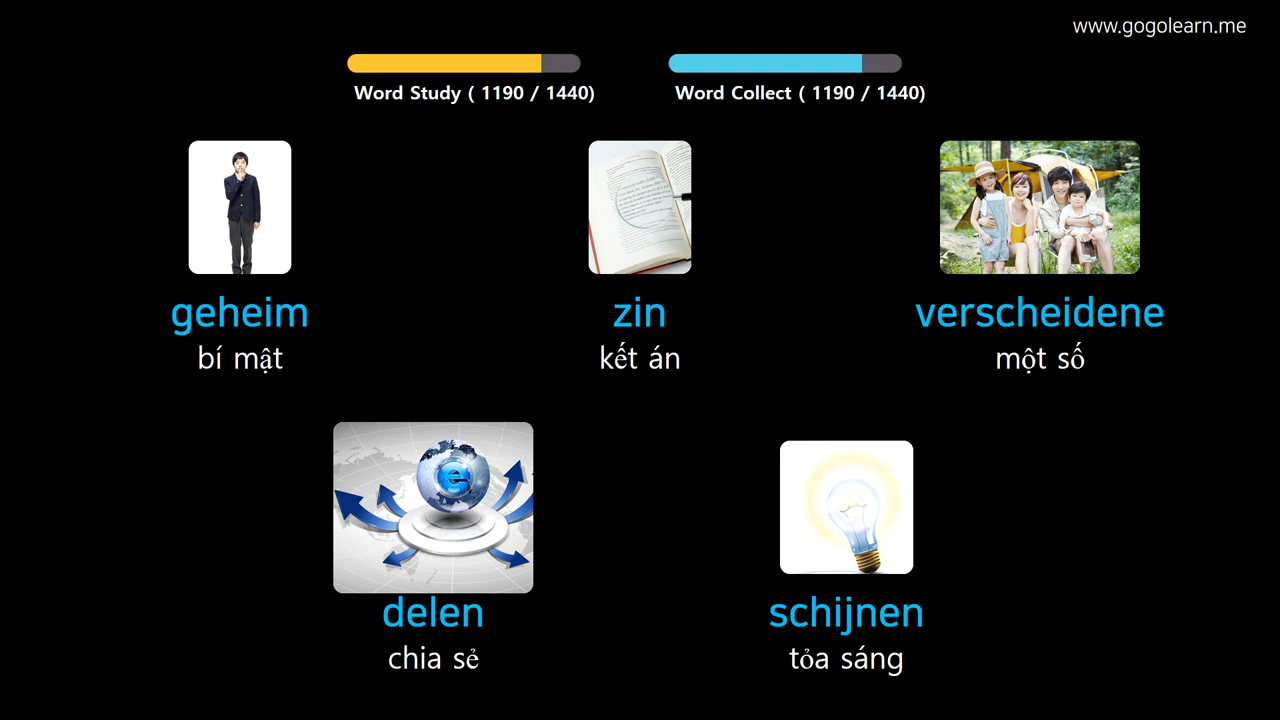 www.gogolearn.me
Word Study ( 1190 / 1440)
Word Collect ( 1190 / 1440)
geheim
bí mật
zin
kết án
verscheidene
một số
e
delen
chia sẻ
schijnen
tỏa sáng